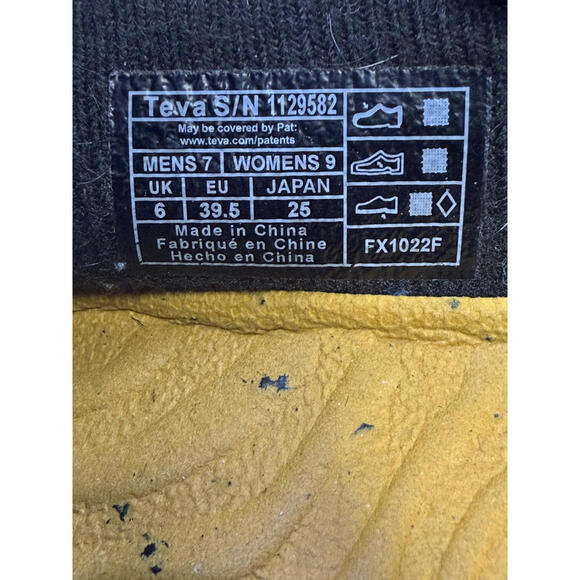 Teva S/N 1129582
May be covered by Pat:
www.teva.com/patents
MENS 7 WOMENS 9
UK EU JAPAN
6 39.5 25
Made in China
Fabriqué en Chine
Hecho en China
FX1022F